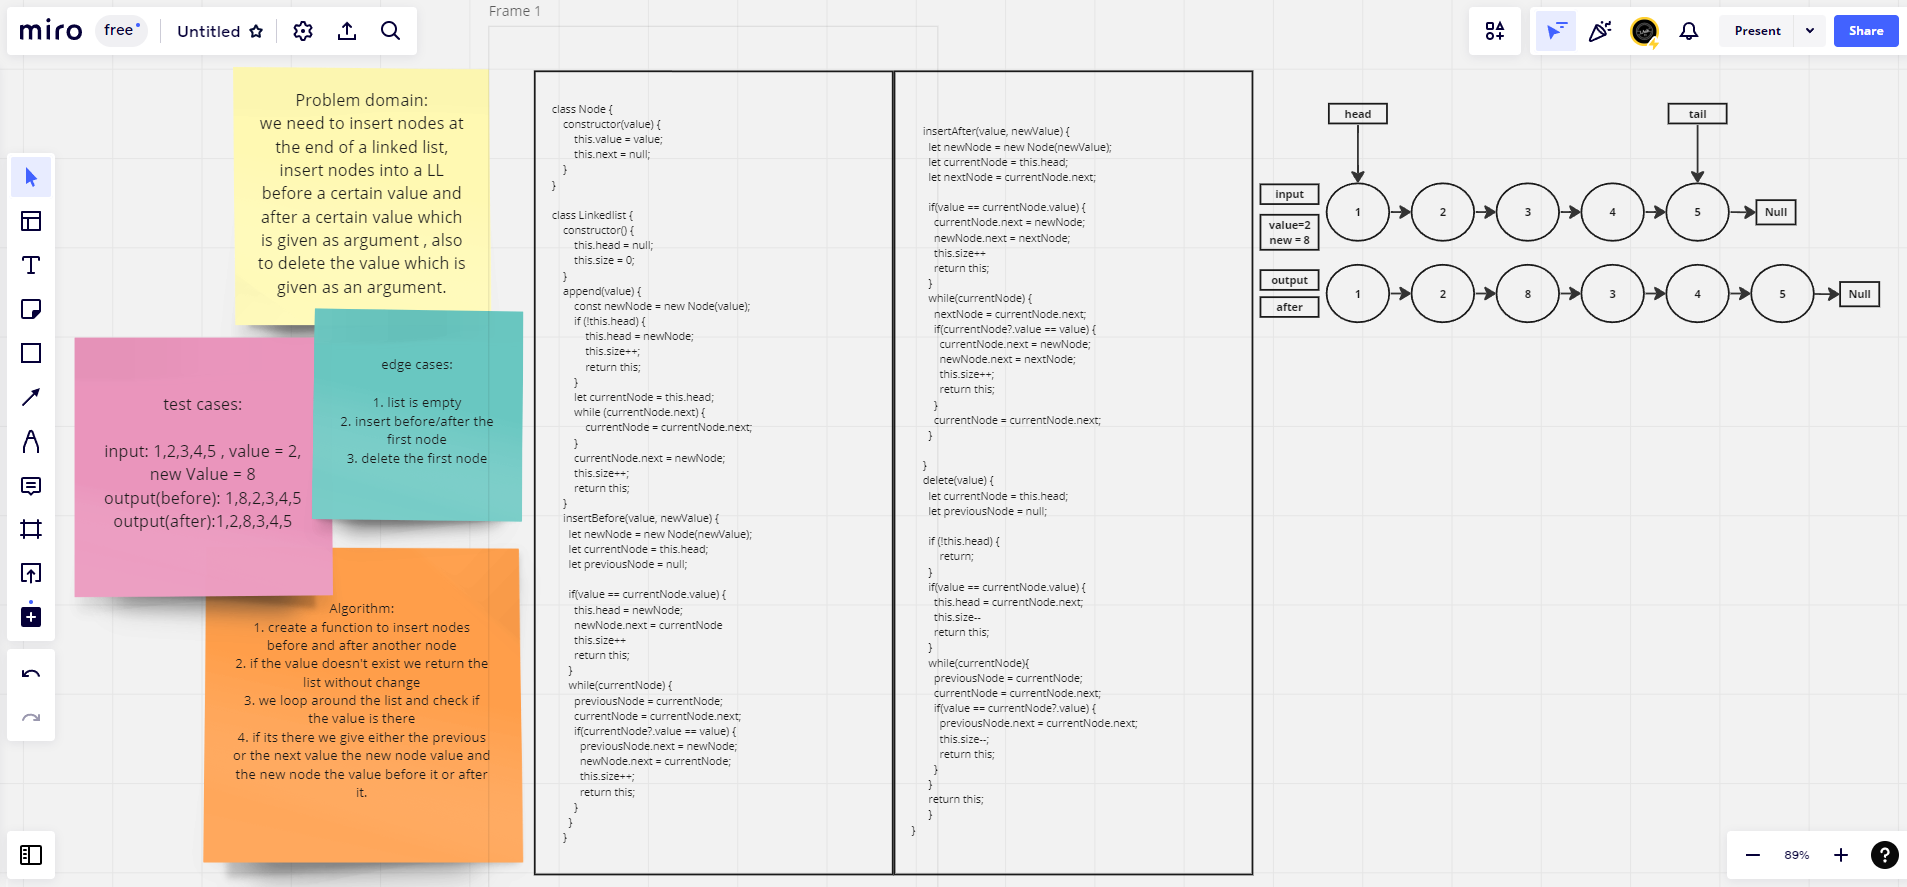 miro
free
Untitled
Frame 1
Present
Share
Problem domain:
we need to insert nodes at
the end of a linked list,
insert nodes into a LL
before a certain value and
after a certain value which
is given as argument , also
to delete the value which is
given as an argument.
edge cases:
1. list is empty
2. insert before/after the
first node
3. delete the first node
test cases:
input: 1,2,3,4,5 , value = 2,
new Value = 8
output(before): 1,8,2,3,4,5
output(after):1,2,8,3,4,5
Algorithm:
1. create a function to insert nodes
before and after another node
2. if the value doesn't exist we return the
list without change
3. we loop around the list and check if
the value is there
4. if its there we give either the previous
or the next value the new node value and
the new node the value before it or after
it.
class Node {
constructor(value) {
this.value = value;
this.next = null;
}
}
class Linkedlist {
constructor() {
this.head = null;
this.size = 0;
}
append(value) {
const newNode = new Node(value);
if (!this.head) {
this.head = newNode;
this.size++;
return this;
}
let currentNode = this.head;
while (currentNode.next) {
currentNode = currentNode.next;
}
currentNode.next = newNode;
this.size++;
return this;
}
insertBefore(value, newValue) {
let newNode = new Node(newValue);
let currentNode = this.head;
let previousNode = null;
if(value == currentNode.value) {
this.head = newNode;
newNode.next = currentNode
this.size++
return this;
}
while(currentNode) {
previousNode = currentNode;
currentNode = currentNode.next;
if(currentNode?.value == value) {
previousNode.next = newNode;
newNode.next = currentNode;
this.size++;
return this;
}
}
}
insertAfter(value, newValue) {
let newNode = new Node(newValue);
let currentNode = this.head;
let nextNode = currentNode.next;
if(value == currentNode.value) {
currentNode.next = newNode;
newNode.next = nextNode;
this.size++
return this;
}
while(currentNode) {
nextNode = currentNode.next;
if(currentNode?.value == value) {
currentNode.next = newNode;
newNode.next = nextNode;
this.size++;
return this;
}
currentNode = currentNode.next;
}
}
delete(value) {
let currentNode = this.head;
let previousNode = null;
if (!this.head) {
return;
}
if(value == currentNode.value) {
this.head = currentNode.next;
this.size--
return this;
}
while(currentNode){
previousNode = currentNode;
currentNode = currentNode.next;
if(value == currentNode?.value) {
previousNode.next = currentNode.next;
this.size--;
return this;
}
}
return this;
}
}
head
tail
input
value=2
new = 8
1
2
3
4
5
Null
output
after
1
2
8
3
4
5
Null
89%